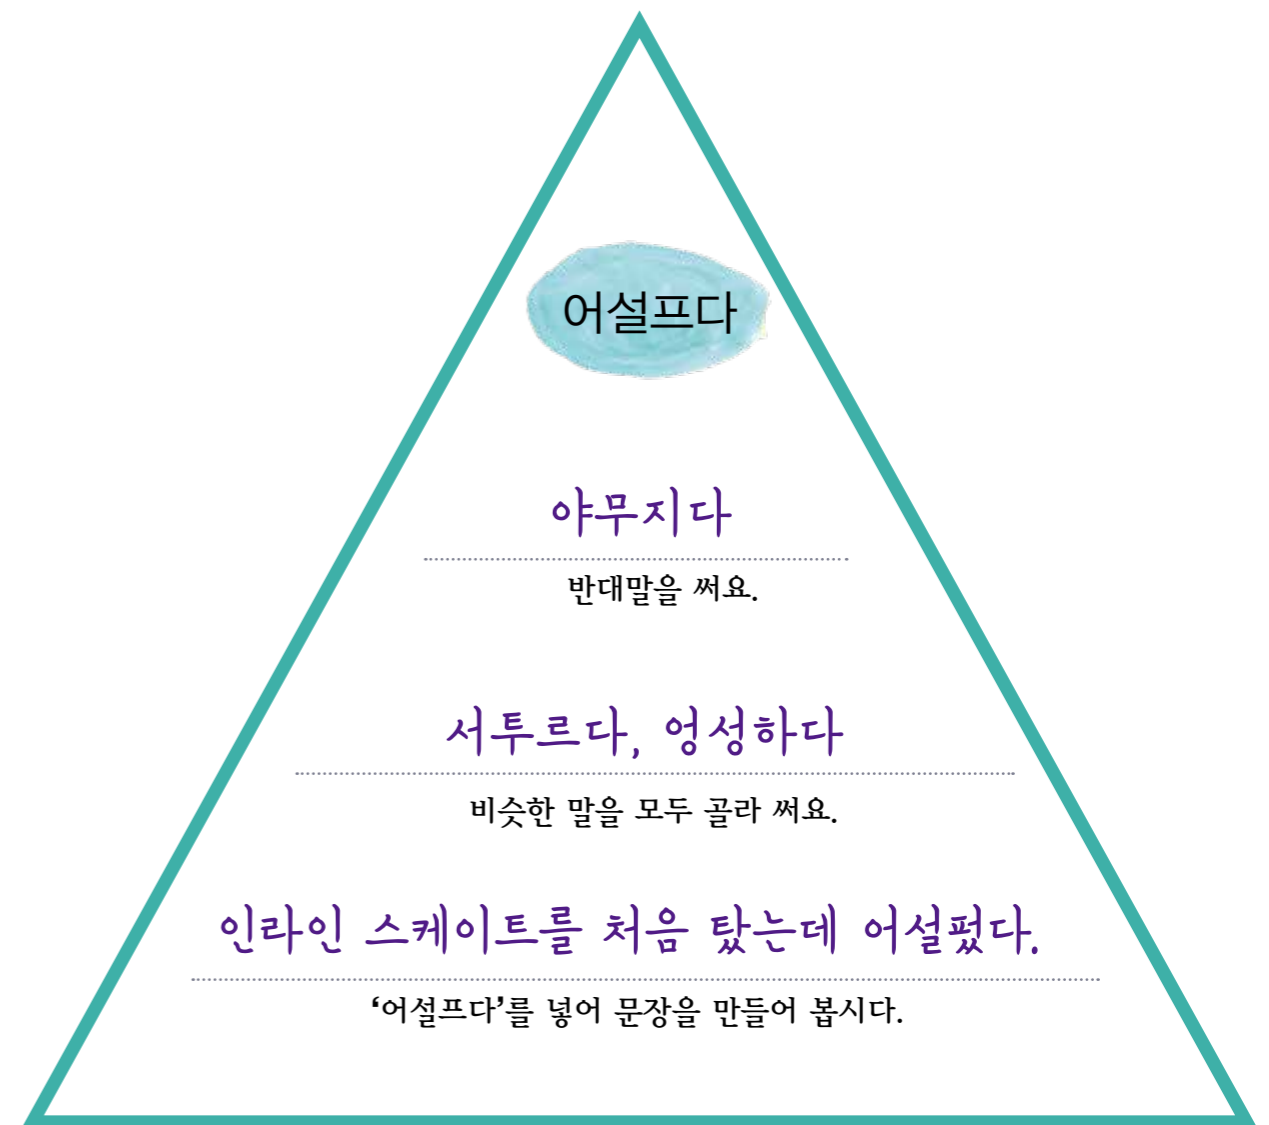 어설프다
야무지다
반대말을 써요.
서투르다, 엉성하다
비슷한 말을 모두 골라 써요.
인라인 스케이트를 처음 탔는데 어설펐다.
‘어설프다’를 넣어 문장을 만들어 봅시다.